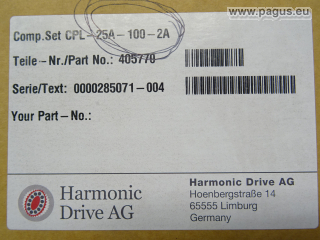 www.pagus.eu
Comp.Set CPL-25A-100-2A
Teile-Nr./Part No.: 405770
Serie/Text: 0000285071-004
Your Part-No.:
Harmonic
Drive AG
Harmonic Drive AG
Hoenbergstraße 14
65555 Limburg
Germany